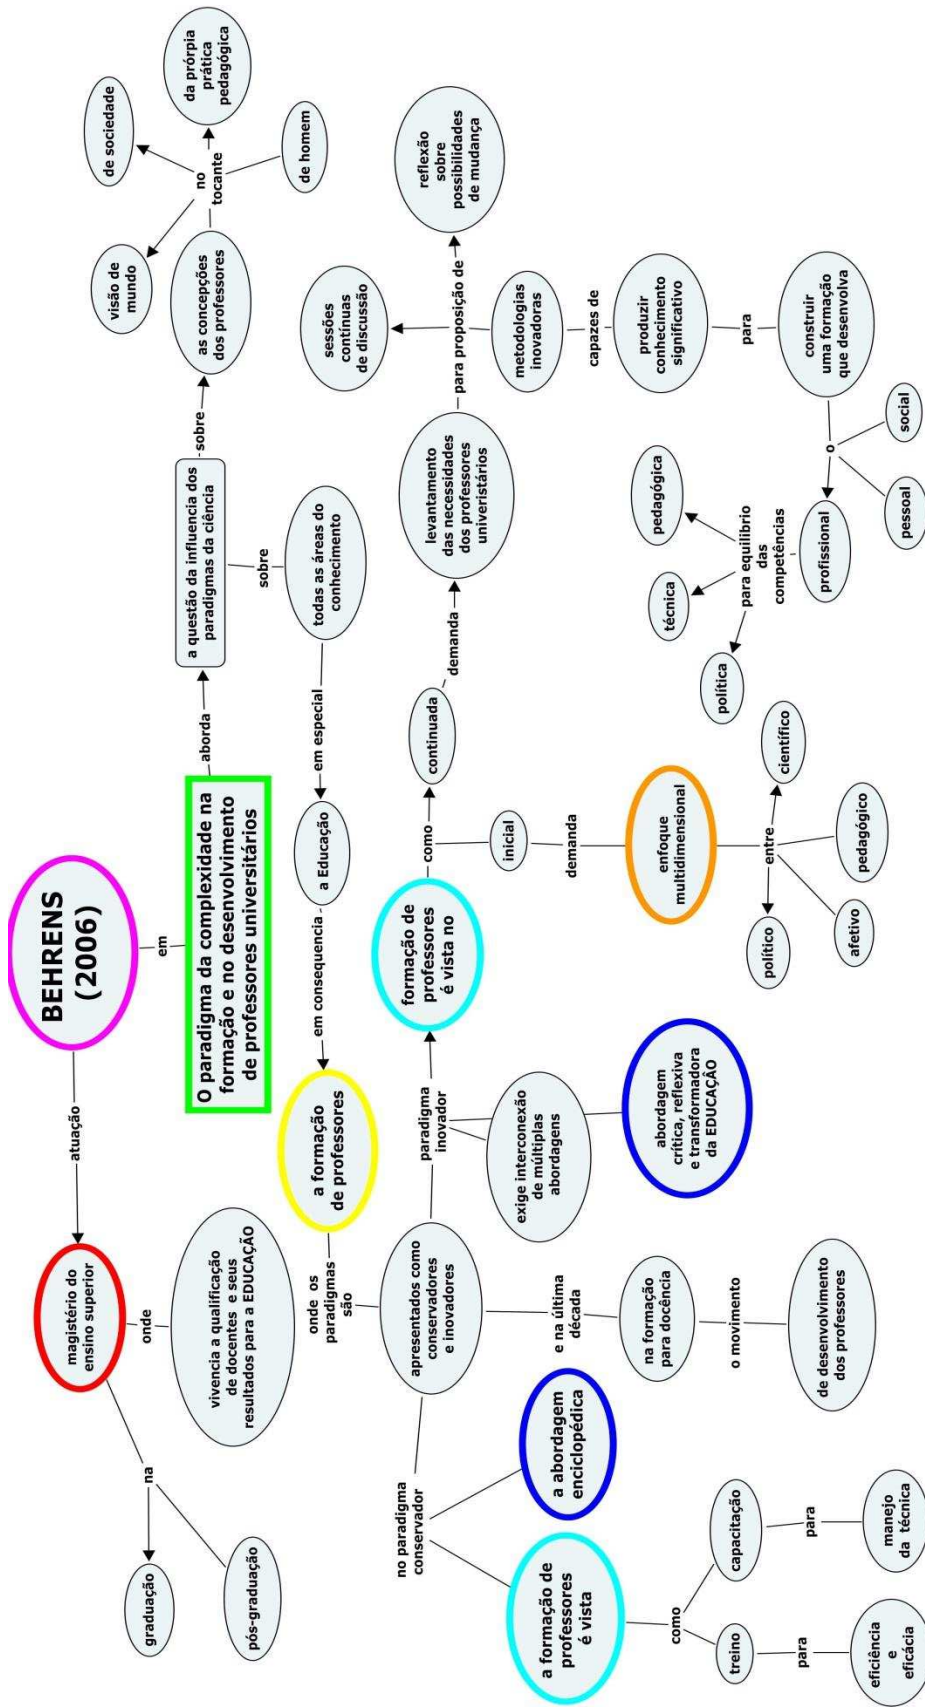 BEHRENS
(2006)
atuação
em
magistério do
ensino superior
onde
vivencia a qualificação
de docentes e seus
resultados para a EDUCAÇÃO
na
graduação
pós-graduação
O paradigma da complexidade na
formação e no desenvolvimento
de professores universitários
aborda
a questão da influencia dos
paradigmas da ciência
sobre
as concepções
dos professores
no
tocante
visão de
mundo
de sociedade
da prórpia
prática
pedagógica
de homem
sobre
todas as áreas do
conhecimento
em especial
a Educação
em consequencia
a formação
de professores
onde os
paradigmas
são
apresentados como
conservadores
e inovadores
no paradigma
conservador
a abordagem
enciclopédica
a formação de
professores
é vista
como
treino
para
eficiência
e
eficácia
capacitação
para
manejo
da técnica
e na última
década
na formação
para docência
o movimento
de desenvolvimento
dos professores
paradigma
inovador
exige interconexão
de múltiplas
abordagens
abordagem
crítica, reflexiva
e transformadora
da EDUCAÇÃO
formação de
professores
é vista no
como
inicial
demanda
enfoque
multidimensional
entre
político
afetivo
pedagógico
científico
continuada
demanda
levantamento
das necessidades
dos professores
univeristários
para proposição de
sessões
contínuas
de discussão
reflexão
sobre
possibilidades
de mudança
metodologias
inovadoras
capazes de
produzir
conhecimento
significativo
para
construir
uma formação
que desenvolva
o
profissional
pessoal
social
para equilibrio
das
competências
política
técnica
pedagógica